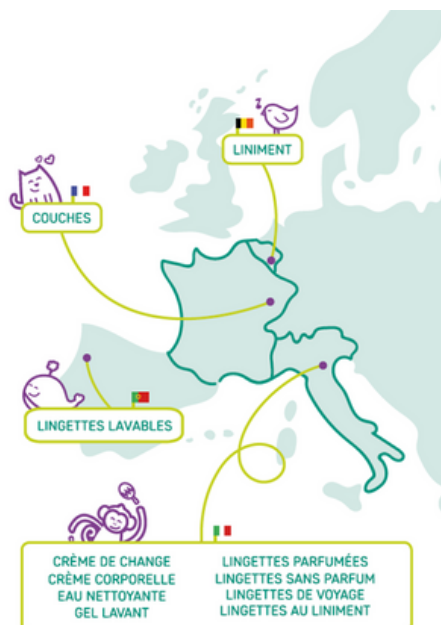 LINIMENT
COUCHES
LINGETTES LAVABLES
CRÈME DE CHANGE
CRÈME CORPORELLE
EAU NETTOYANTE
GEL LAVANT
LINGETTES PARFUMÉES
LINGETTES SANS PARFUM
LINGETTES DE VOYAGE
LINGETTES AU LINIMENT